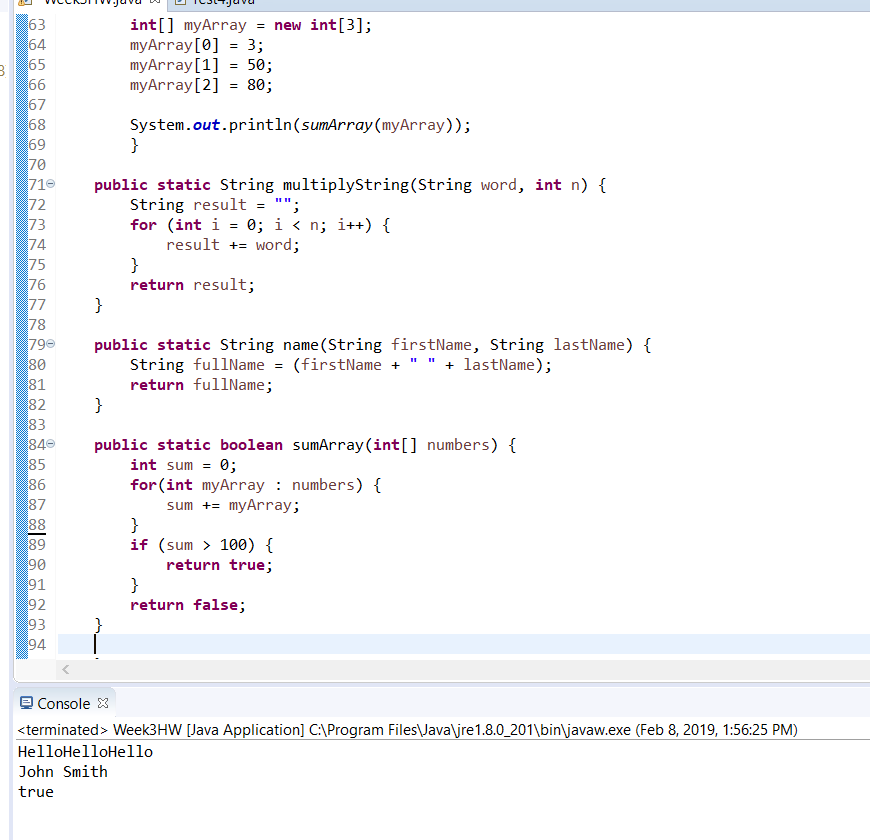 Week3HW.java Test4.java
63 int[] myArray = new int[3];
64 myArray[0] = 3;
65 myArray[1] = 50;
66 myArray[2] = 80;
67
68 System.out.println(sumArray(myArray));
69 }
70
71 public static String multiplyString(String word, int n) {
72 String result = "";
73 for (int i = 0; i < n; i++) {
74 result += word;
75 }
76 return result;
77 }
78
79 public static String name(String firstName, String lastName) {
80 String fullName = (firstName + " " + lastName);
81 return fullName;
82 }
83
84 public static boolean sumArray(int[] numbers) {
85 int sum = 0;
86 for(int myArray : numbers) {
87 sum += myArray;
88 }
89 if (sum > 100) {
90 return true;
91 }
92 return false;
93 }
94
Console
<terminated> Week3HW [Java Application] C:\Program Files\Java\jre1.8.0_201\bin\javaw.exe (Feb 8, 2019, 1:56:25 PM)
HelloHelloHello
John Smith
true